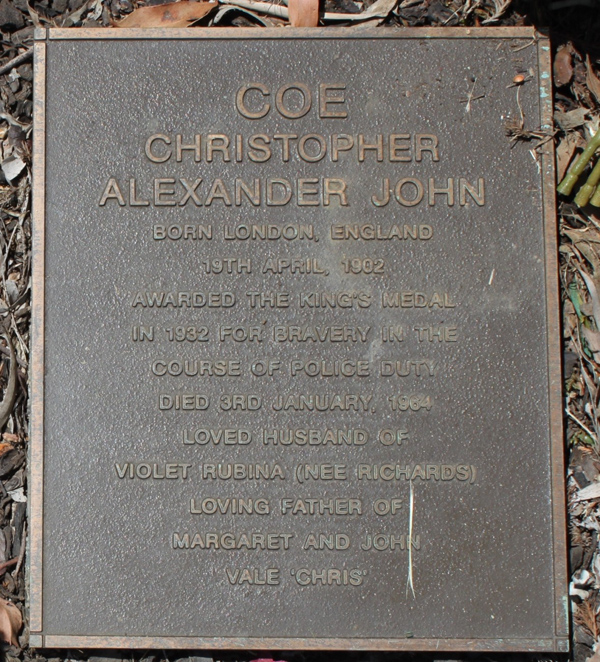 COE
CHRISTOPHER
ALEXANDER JOHN
BORN LONDON, ENGLAND
19TH APRIL, 1902
AWARDED THE KING'S MEDAL
IN 1932 FOR BRAVERY IN THE
COURSE OF POLICE DUTY
DIED 3RD JANUARY, 1964
LOVED HUSBAND OF
VIOLET RUBINA (NEE RICHARDS)
LOVING FATHER OF
MARGARET AND JOHN
VALE 'CHRIS'